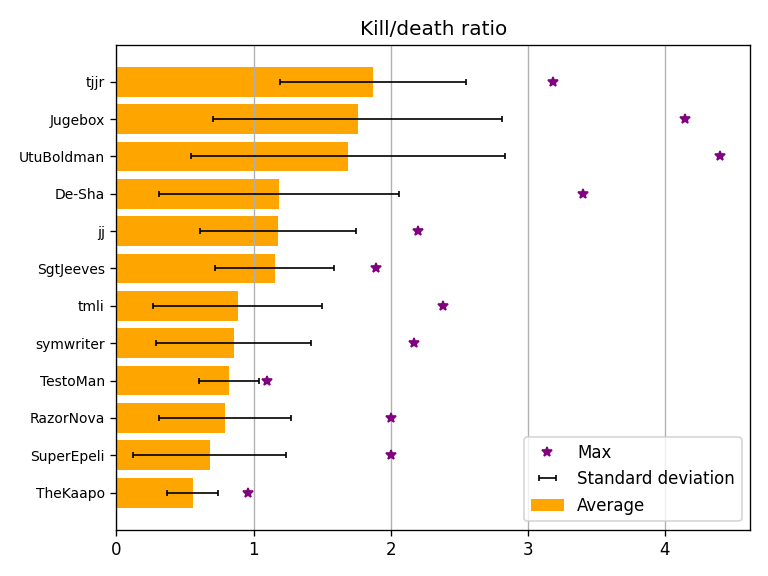 Kill/death ratio
tjjr
Jugebox
UtuBoldman
De-Sha
jj
SgtJeeves
tmli
symwriter
TestoMan
RazorNova
SuperEpeli
TheKaapo
Max
Standard deviation
Average
0 1 2 3 4